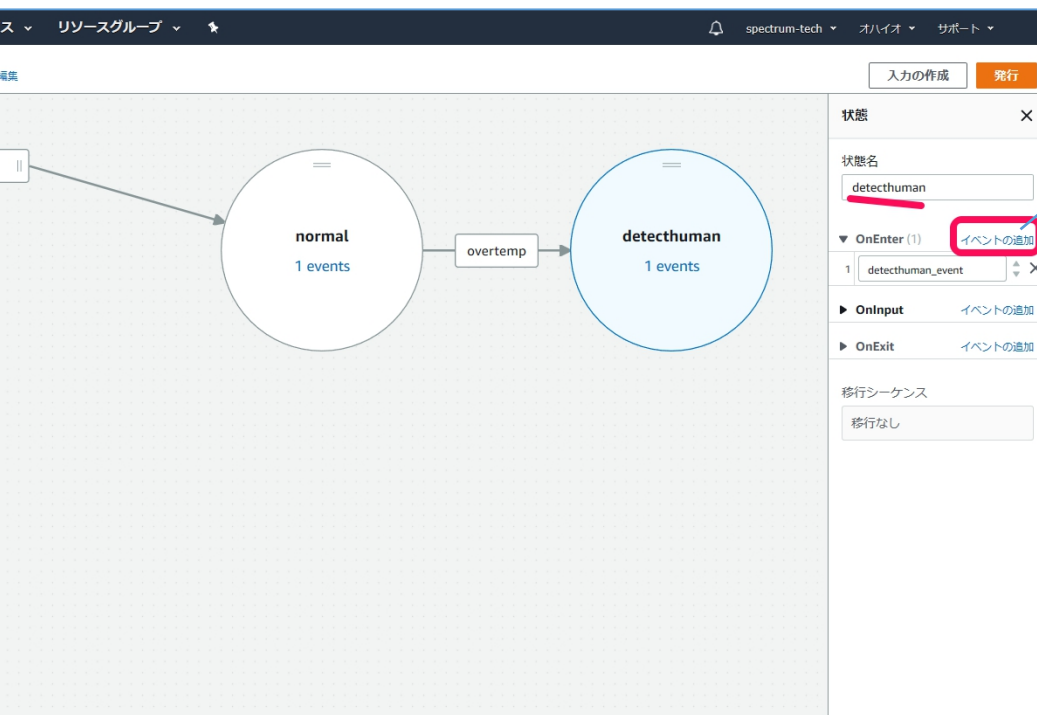 ス リソースグループ spectrum-tech オハイオ サポート
編集 入力の作成 発行
状態
状態名
detecthuman
normal
1 events
overtemp
detecthuman
1 events
OnEnter (1) イベントの追加
1 detecthuman_event
OnInput イベントの追加
OnExit イベントの追加
移行シーケンス
移行なし